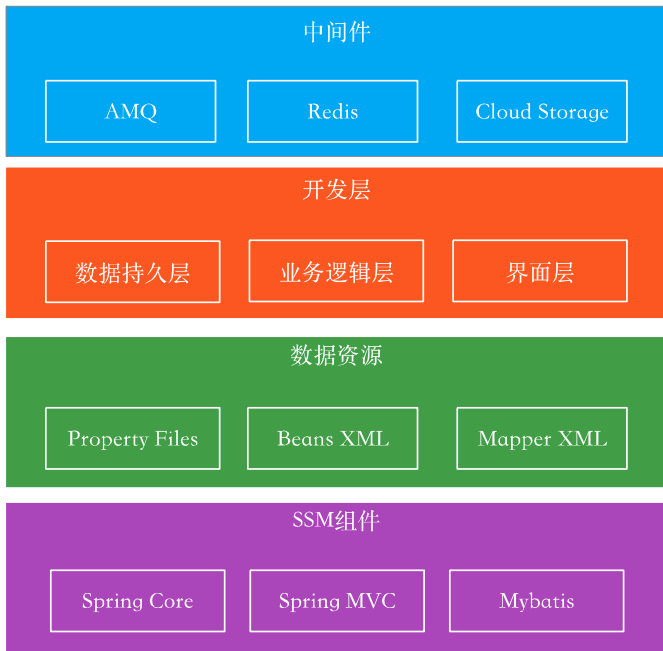 中间件
AMQ
Redis
Cloud Storage
开发层
数据持久层
业务逻辑层
界面层
数据资源
Property Files
Beans XML
Mapper XML
SSM组件
Spring Core
Spring MVC
Mybatis